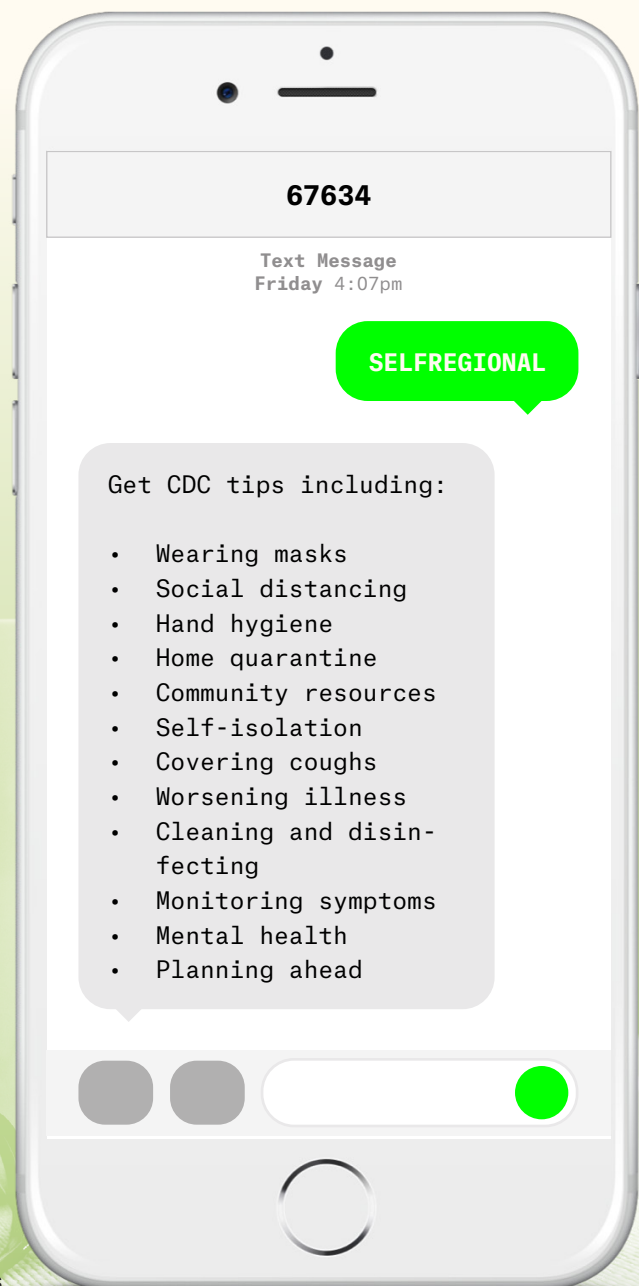 67634
Text Message
Friday 4:07pm
SELFREGIONAL
Get CDC tips including:
• Wearing masks
• Social distancing
• Hand hygiene
• Home quarantine
• Community resources
• Self-isolation
• Covering coughs
• Worsening illness
• Cleaning and disin-
fecting
• Monitoring symptoms
• Mental health
• Planning ahead